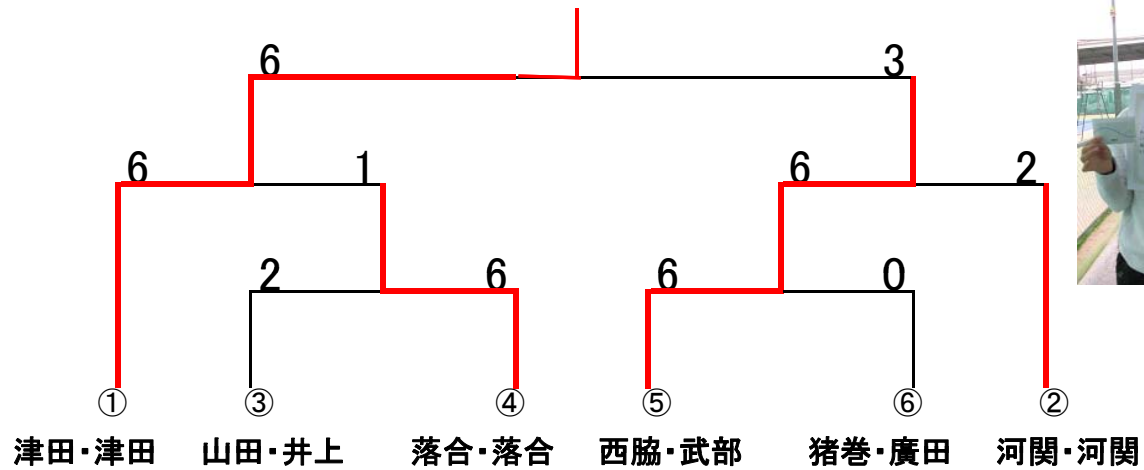 6 3
6 1 6 2
2 6 6 0
① ③ ④ ⑤ ⑥ ②
津田・津田 山田・井上 落合・落合 西脇・武部 猪巻・廣田 河関・河関